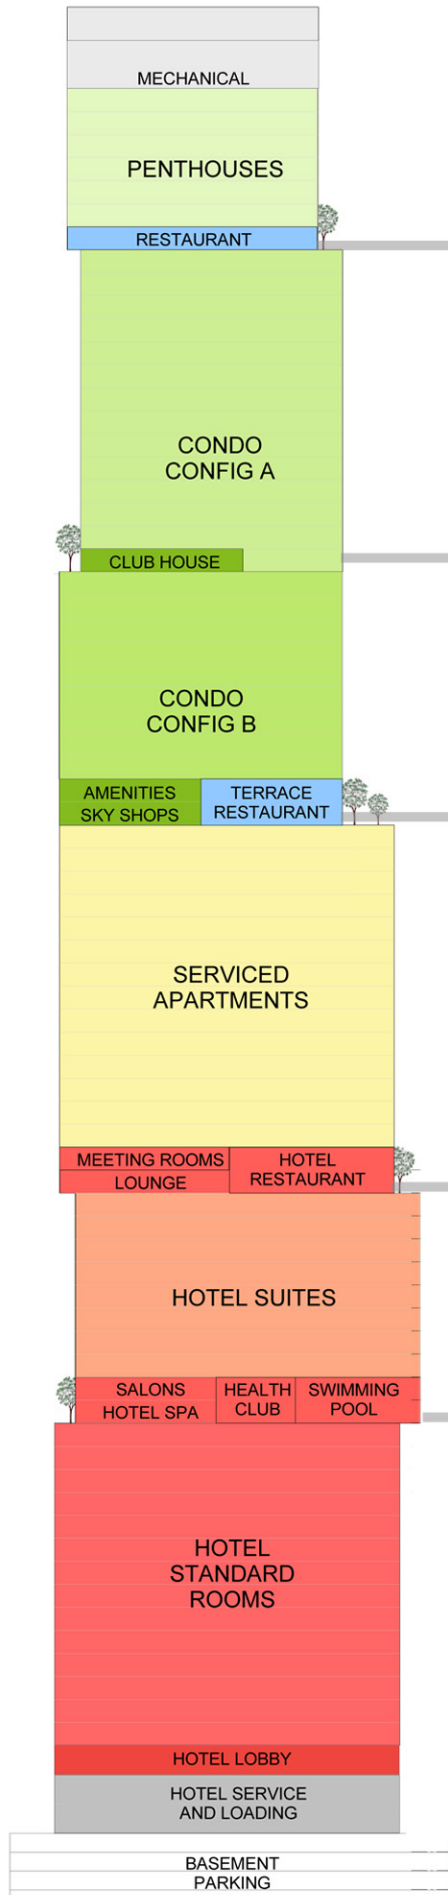 MECHANICAL
PENTHOUSES
RESTAURANT
CONDO
CONFIG A
CLUB HOUSE
CONDO
CONFIG B
AMENITIES
SKY SHOPS
TERRACE
RESTAURANT
SERVICED
APARTMENTS
MEETING ROOMS
LOUNGE
HOTEL
RESTAURANT
HOTEL SUITES
SALONS
HOTEL SPA
HEALTH
CLUB
SWIMMING
POOL
HOTEL
STANDARD
ROOMS
HOTEL LOBBY
HOTEL SERVICE
AND LOADING
BASEMENT
PARKING